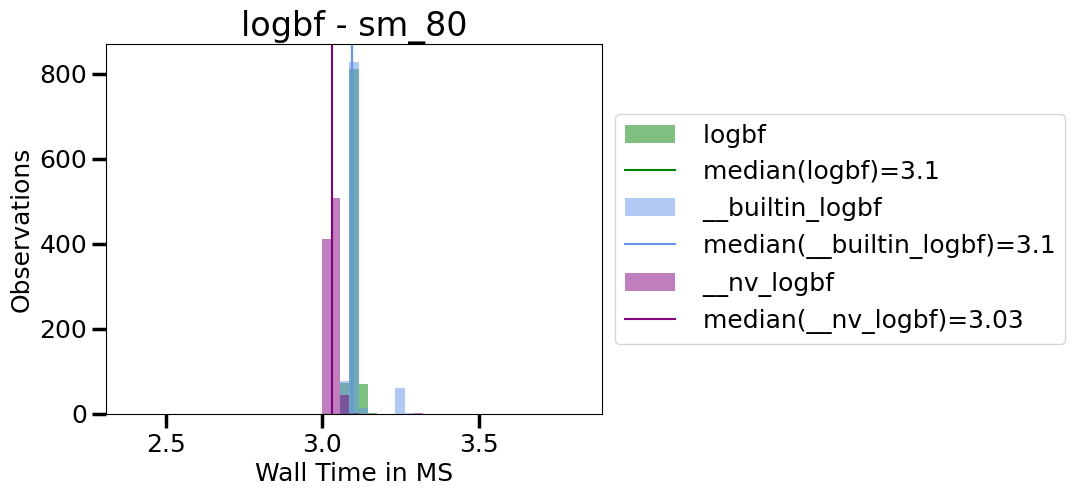 logbf - sm_80
800
600
400
200
0
Observations
2.5
3.0
3.5
Wall Time in MS
logbf
median(logbf)=3.1
__builtin_logbf
median(__builtin_logbf)=3.1
__nv_logbf
median(__nv_logbf)=3.03